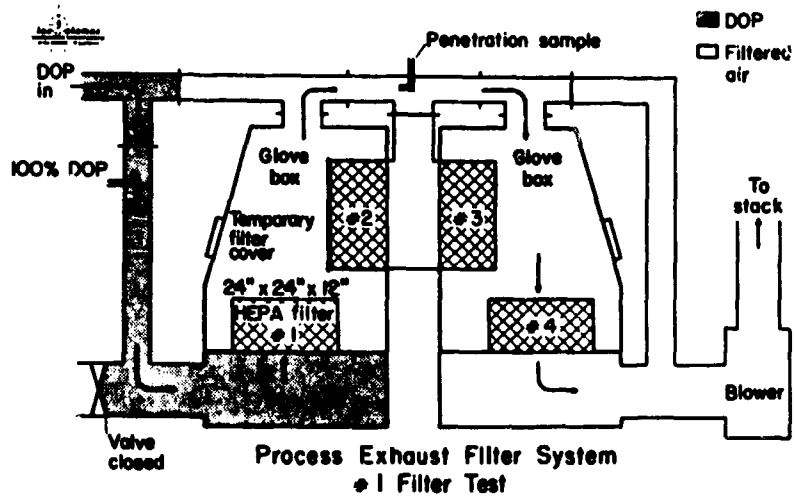 DOP
Filtered
air
Penetration sample
DOP
in
100% DOP
Glove
box
Glove
box
To
stack
#2
#3
Temporary
filter
cover
24" x 24" x 12"
HEPA filter
#1
#4
Blower
Valve
closed
Process Exhaust Filter System
#1 Filter Test